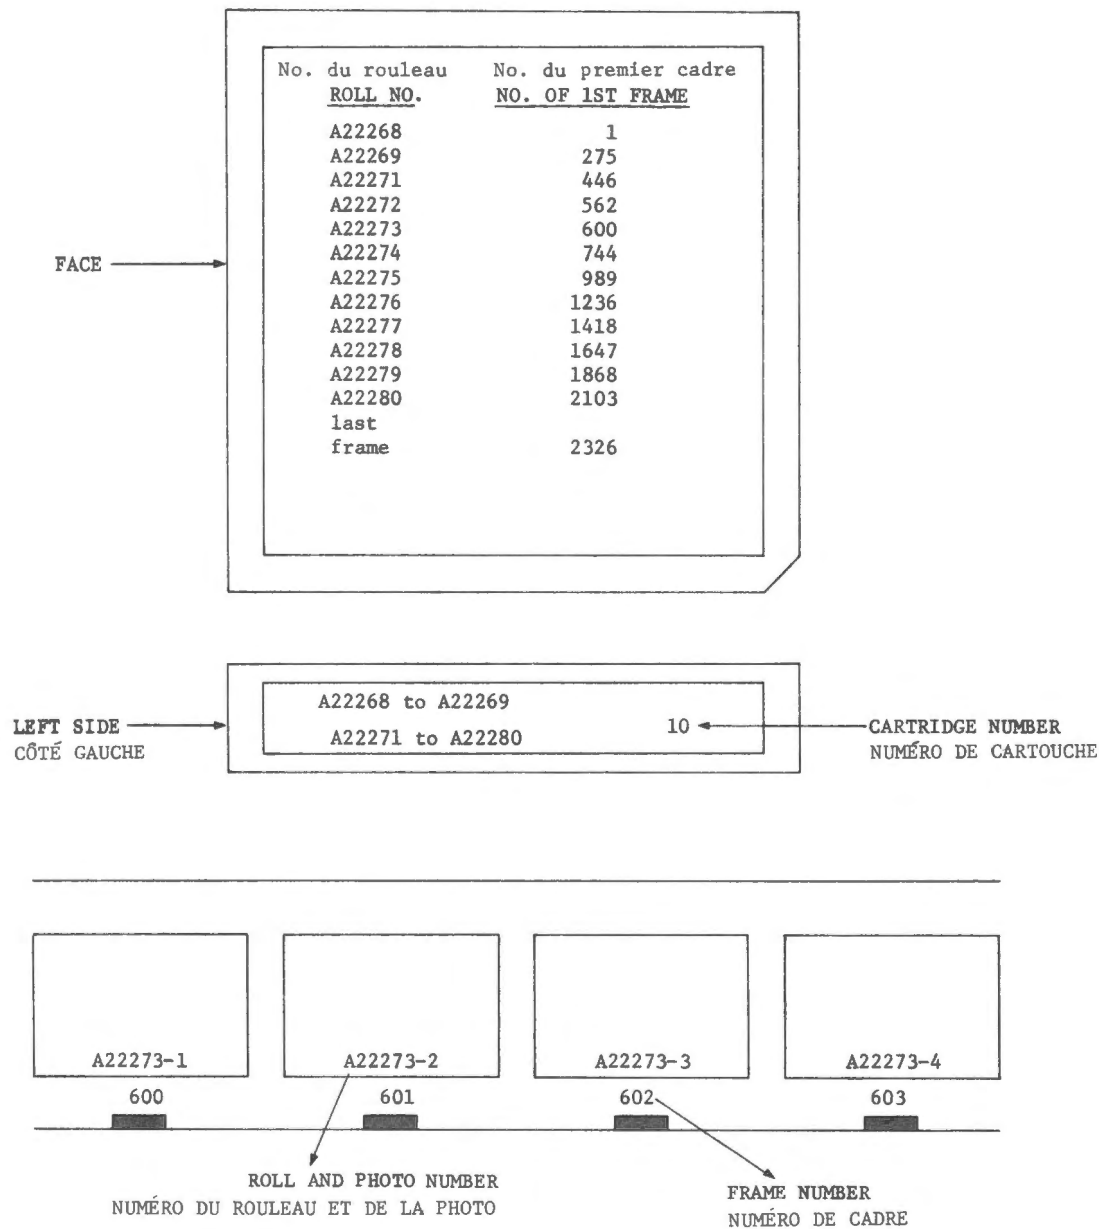 No. du rouleau No. du premier cadre
ROLL NO. NO. OF 1ST FRAME
A22268 1
A22269 275
A22271 446
A22272 562
A22273 600
A22274 744
A22275 989
A22276 1236
A22277 1418
A22278 1647
A22279 1868
A22280 2103
last
frame 2326
FACE
A22268 to A22269
A22271 to A22280
10
LEFT SIDE
CÔTÉ GAUCHE
CARTRIDGE NUMBER
NUMÉRO DE CARTOUCHE
A22273-1 A22273-2 A22273-3 A22273-4
600 601 602 603
ROLL AND PHOTO NUMBER
NUMÉRO DU ROULEAU ET DE LA PHOTO
FRAME NUMBER
NUMÉRO DE CADRE